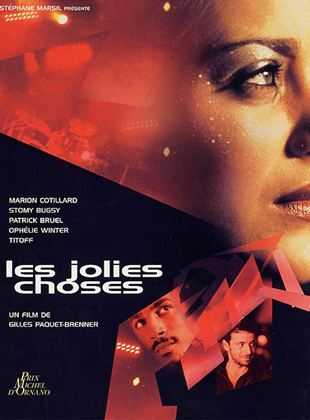 STÉPHANE MARSIL PRÉSENTE
MARION COTILLARD
STOMY BUGSY
PATRICK BRUEL
OPHÉLIE WINTER
TITOFF
les jolies
choses
UN FILM DE
GILLES PAQUET-BRENNER
PRIX
MICHEL
D'ORNANO